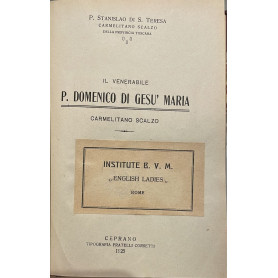 P. Stanislao di S. Teresa
Carmelitano Scalzo
della Provincia Toscana
IL VENERABILE
P. DOMENICO DI GESU' MARIA
CARMELITANO SCALZO
INSTITUTE B. V. M.
„ENGLISH LADIES„
ROME
CEPRANO
Tipografia Fratelli